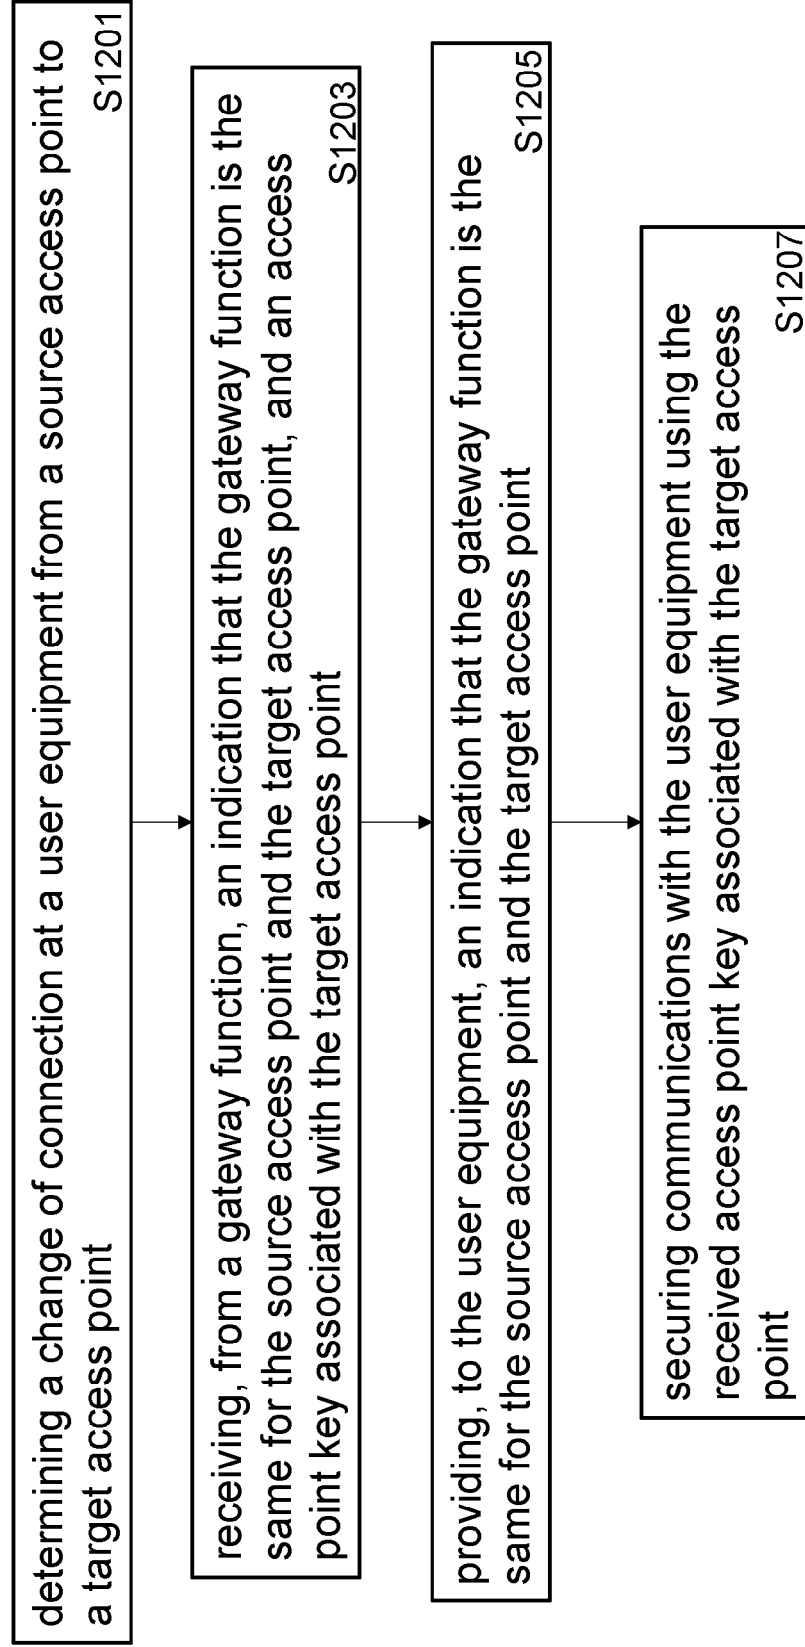 determining a change of connection at a user equipment from a source access point to
a target access point
S1201
receiving, from a gateway function, an indication that the gateway function is the
same for the source access point and the target access point, and an access
point key associated with the target access point
S1203
providing, to the user equipment, an indication that the gateway function is the
same for the source access point and the target access point
S1205
securing communications with the user equipment using the
received access point key associated with the target access
point
S1207